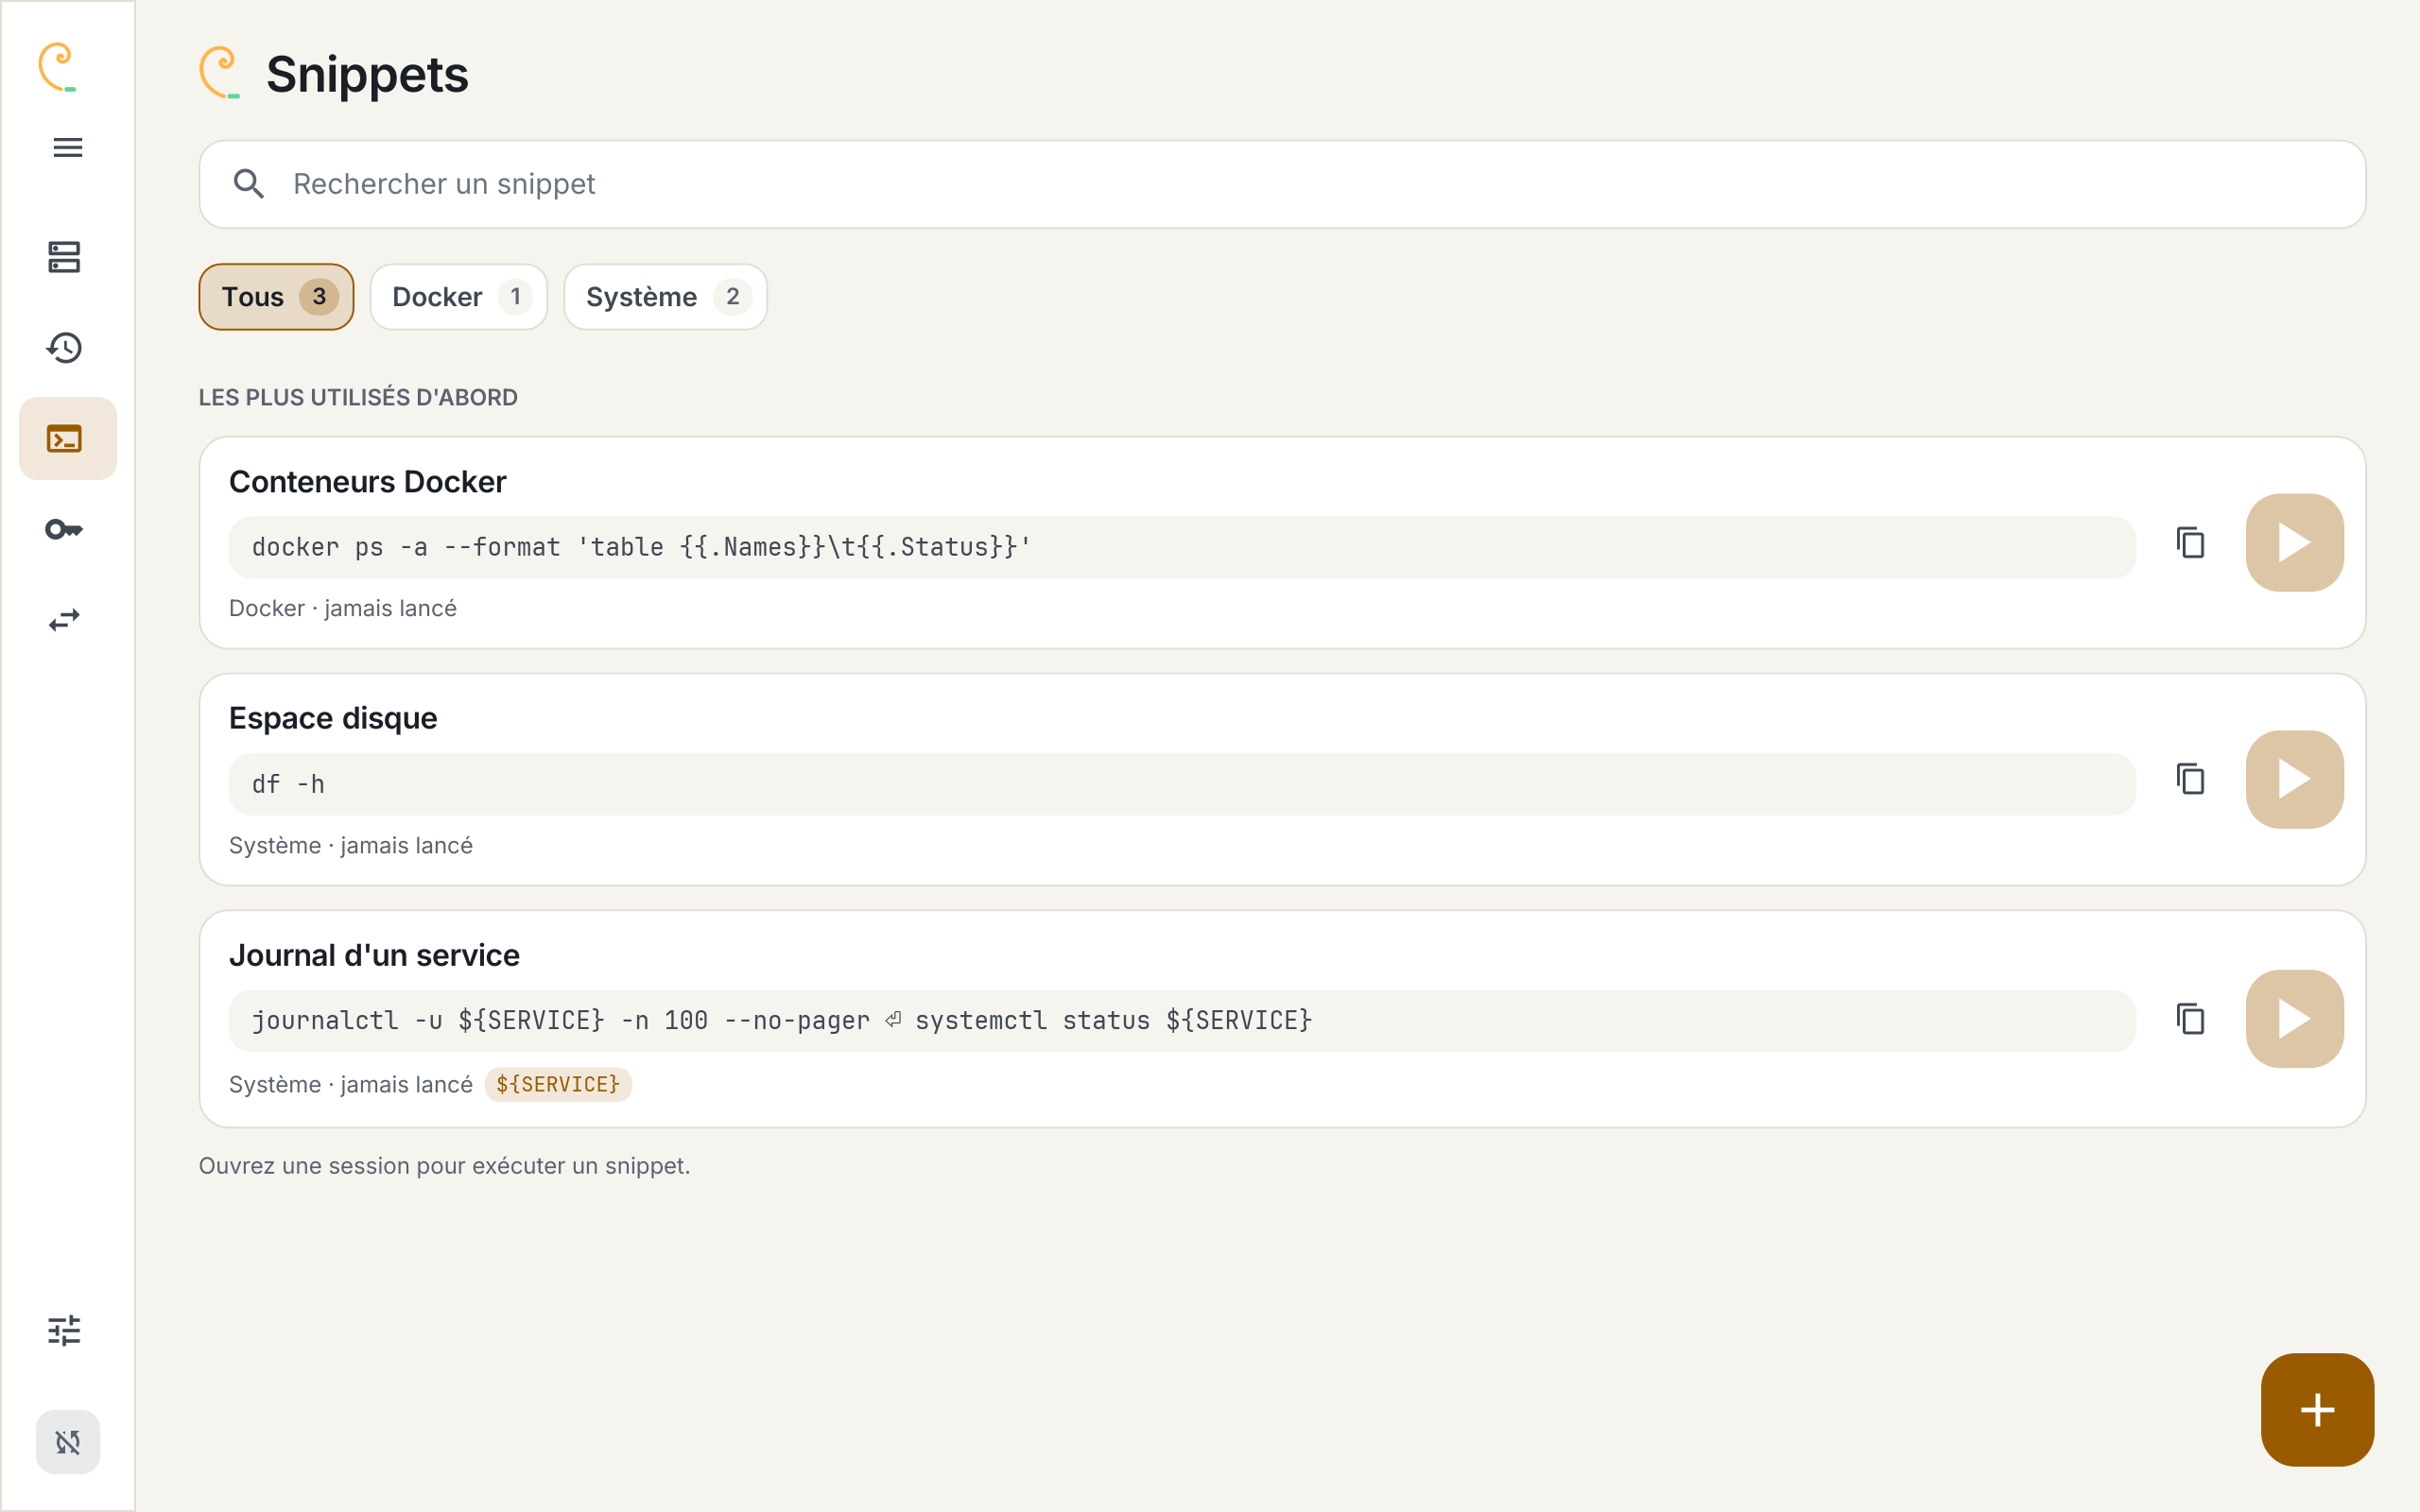 Snippets
Rechercher un snippet
Tous 3 Docker 1 Système 2
LES PLUS UTILISÉS D'ABORD
Conteneurs Docker
docker ps -a --format 'table {{.Names}}\t{{.Status}}'
Docker · jamais lancé
Espace disque
df -h
Système · jamais lancé
Journal d'un service
journalctl -u ${SERVICE} -n 100 --no-pager ⏎ systemctl status ${SERVICE}
Système · jamais lancé ${SERVICE}
Ouvrez une session pour exécuter un snippet.